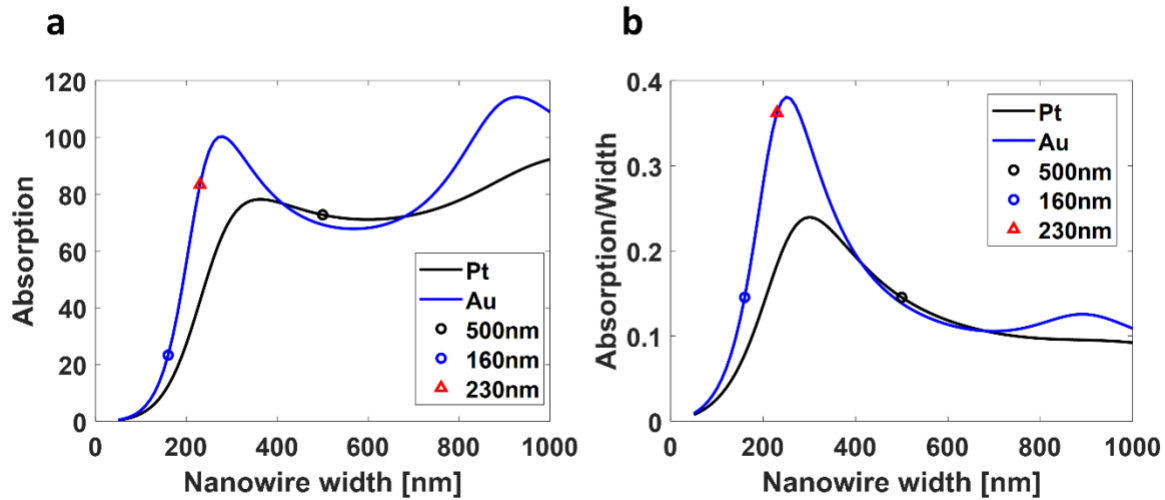 a
120
100
80
60
40
20
0
Absorption
0 200 400 600 800 1000
Nanowire width [nm]
Pt
Au
500nm
160nm
230nm
b
0.4
0.3
0.2
0.1
0
Absorption/Width
0 200 400 600 800 1000
Nanowire width [nm]
Pt
Au
500nm
160nm
230nm